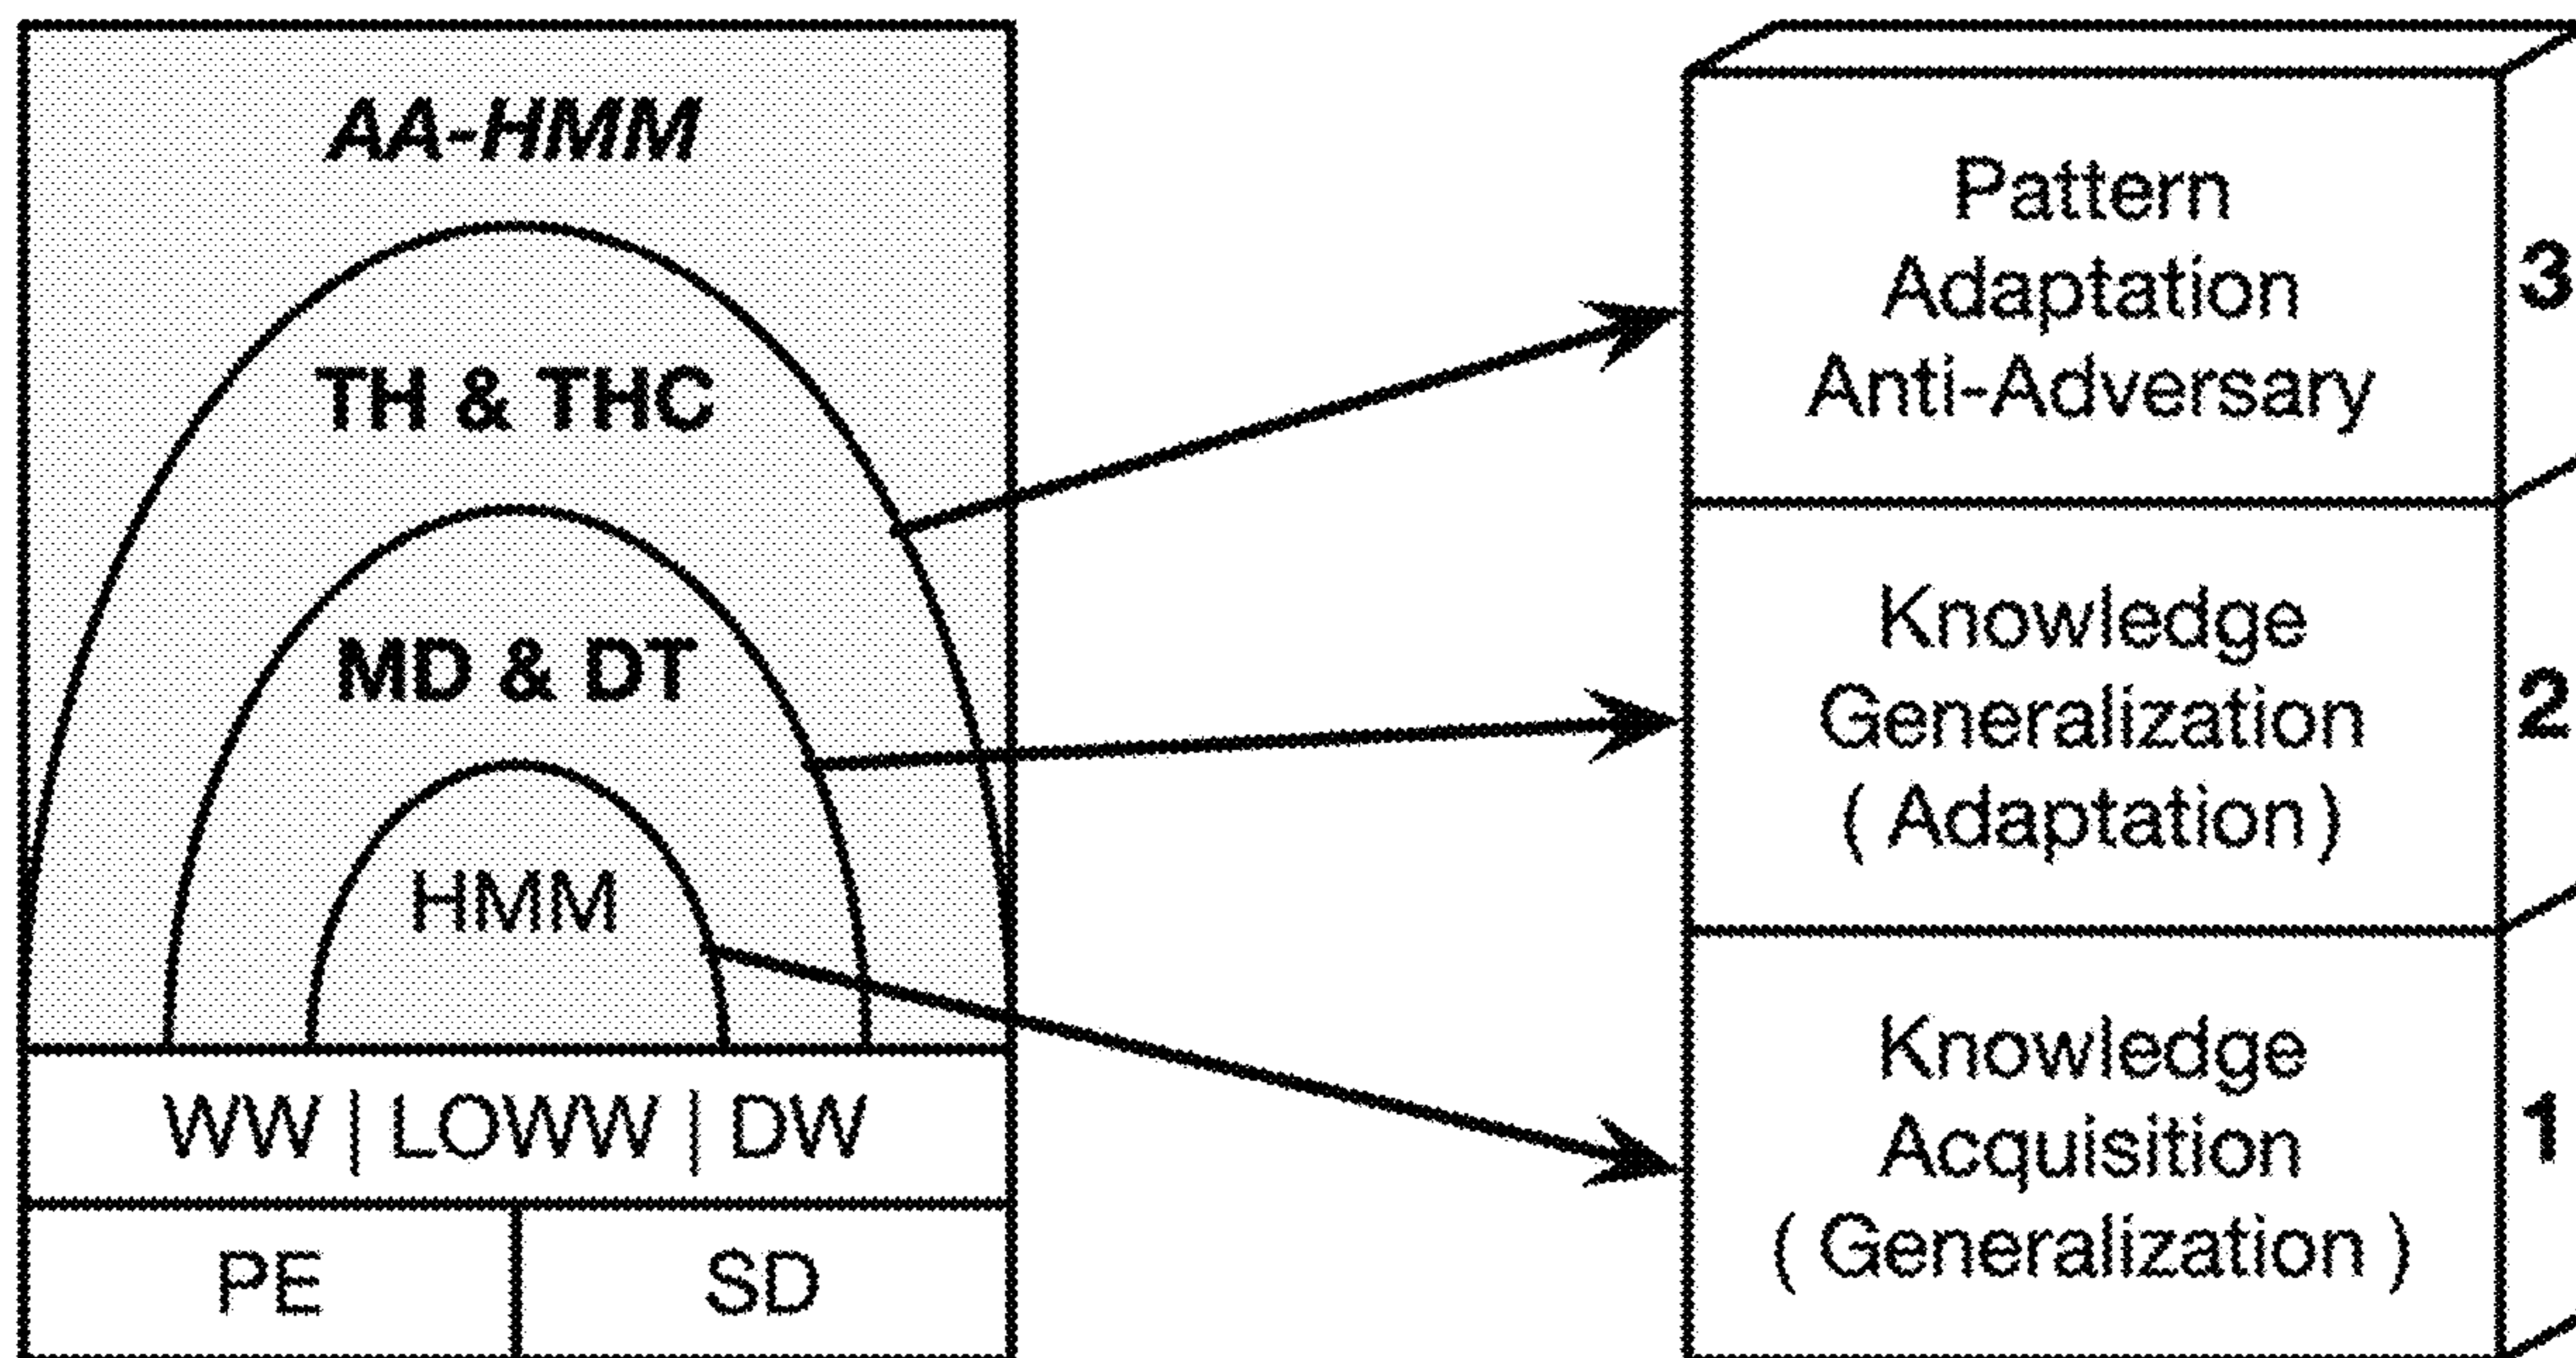 AA-HMM
TH & THC
MD & DT
HMM
WW | LOWW | DW
PE
SD
Pattern
Adaptation
Anti-Adversary
3
Knowledge
Generalization
( Adaptation )
2
Knowledge
Acquisition
( Generalization )
1